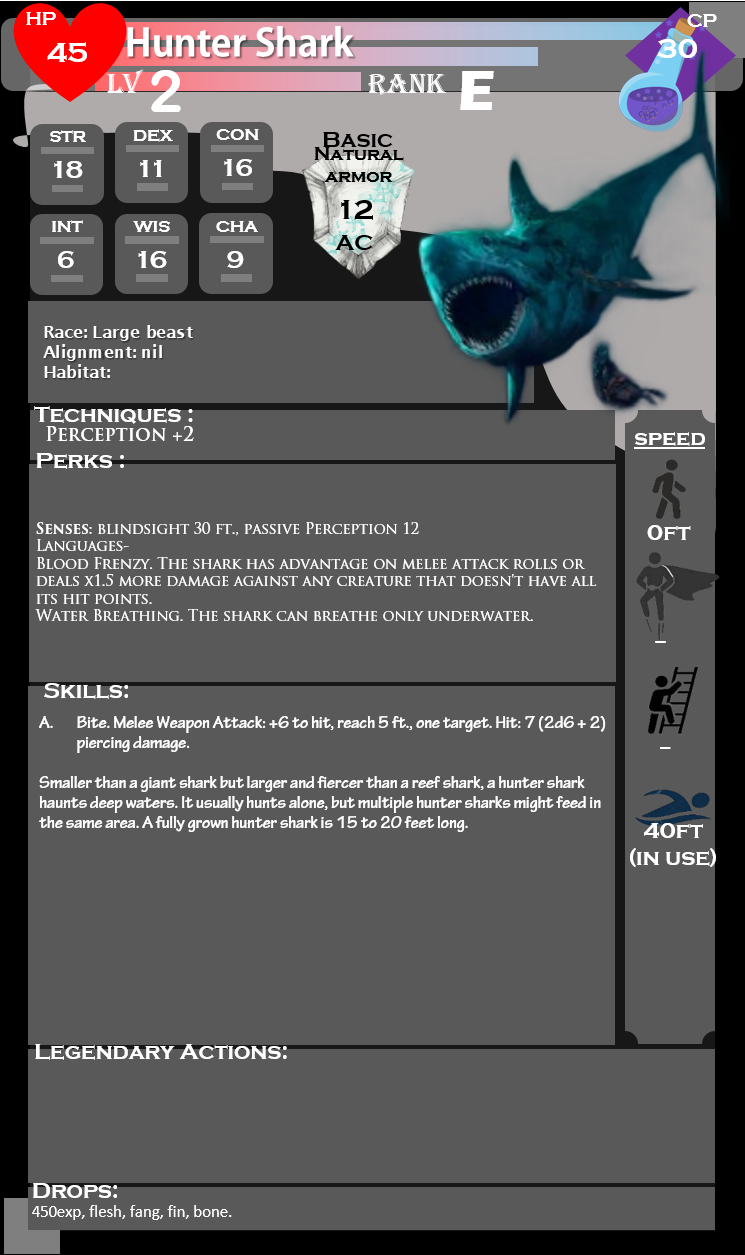 HP
45
Hunter Shark
CP
30
LV 2
RANK E
STR
18
DEX
11
CON
16
INT
6
WIS
16
CHA
9
Basic
Natural
armor
12
AC
Race: Large beast
Alignment: nil
Habitat:
Techniques :
Perception +2
Perks :
Senses: blindsight 30 ft., passive Perception 12
Languages-
Blood Frenzy. The shark has advantage on melee attack rolls or
deals x1.5 more damage against any creature that doesn't have all
its hit points.
Water Breathing. The shark can breathe only underwater.
Skills:
A. Bite. Melee Weapon Attack: +6 to hit, reach 5 ft., one target. Hit: 7 (2d6 + 2)
piercing damage.
Smaller than a giant shark but larger and fiercer than a reef shark, a hunter shark
haunts deep waters. It usually hunts alone, but multiple hunter sharks might feed in
the same area. A fully grown hunter shark is 15 to 20 feet long.
SPEED
0FT
–
–
40FT
(IN USE)
Legendary Actions:
Drops:
450exp, flesh, fang, fin, bone.